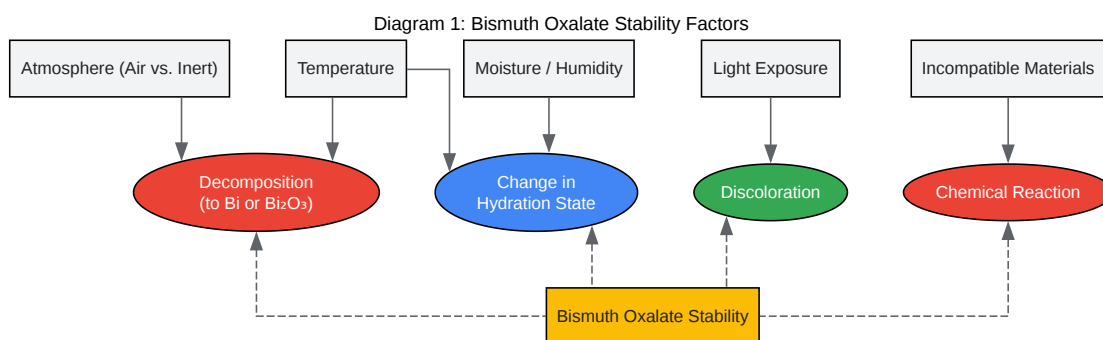 Diagram 1: Bismuth Oxalate Stability Factors
Atmosphere (Air vs. Inert)
Temperature
Moisture / Humidity
Light Exposure
Incompatible Materials
Decomposition
(to Bi or Bi₂O₃)
Change in
Hydration State
Discoloration
Chemical Reaction
Bismuth Oxalate Stability